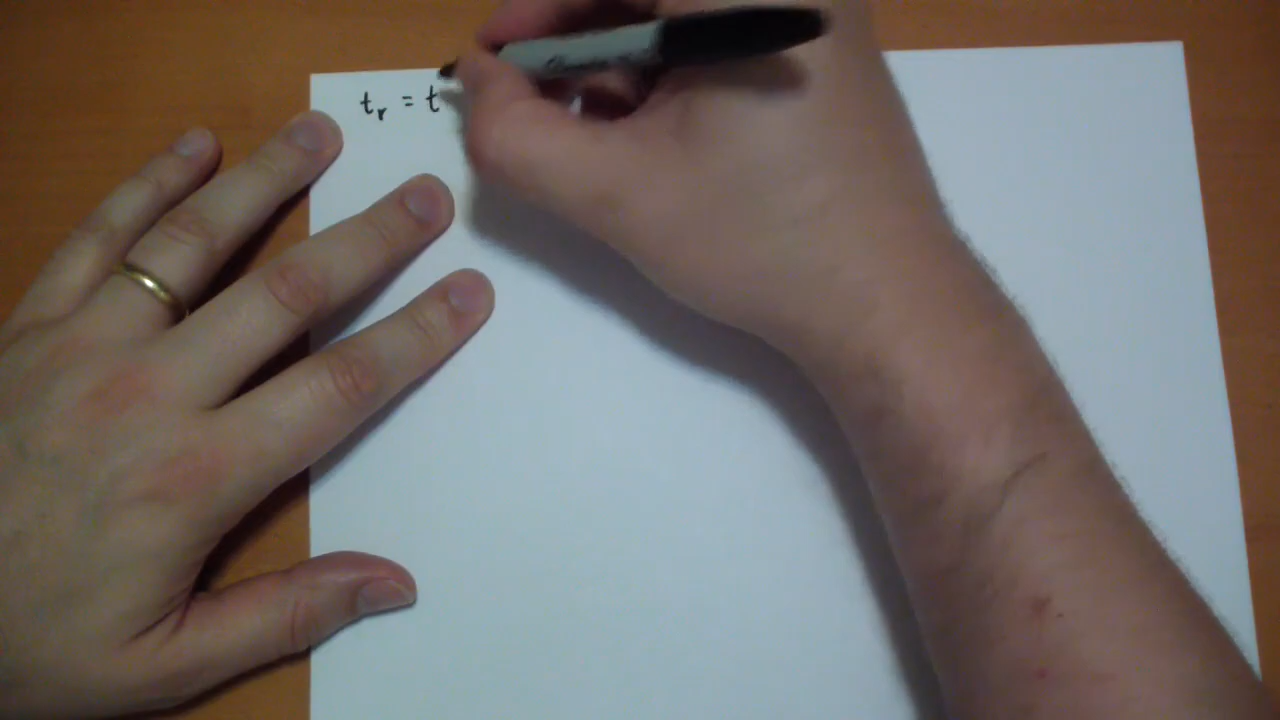 tᵣ = t